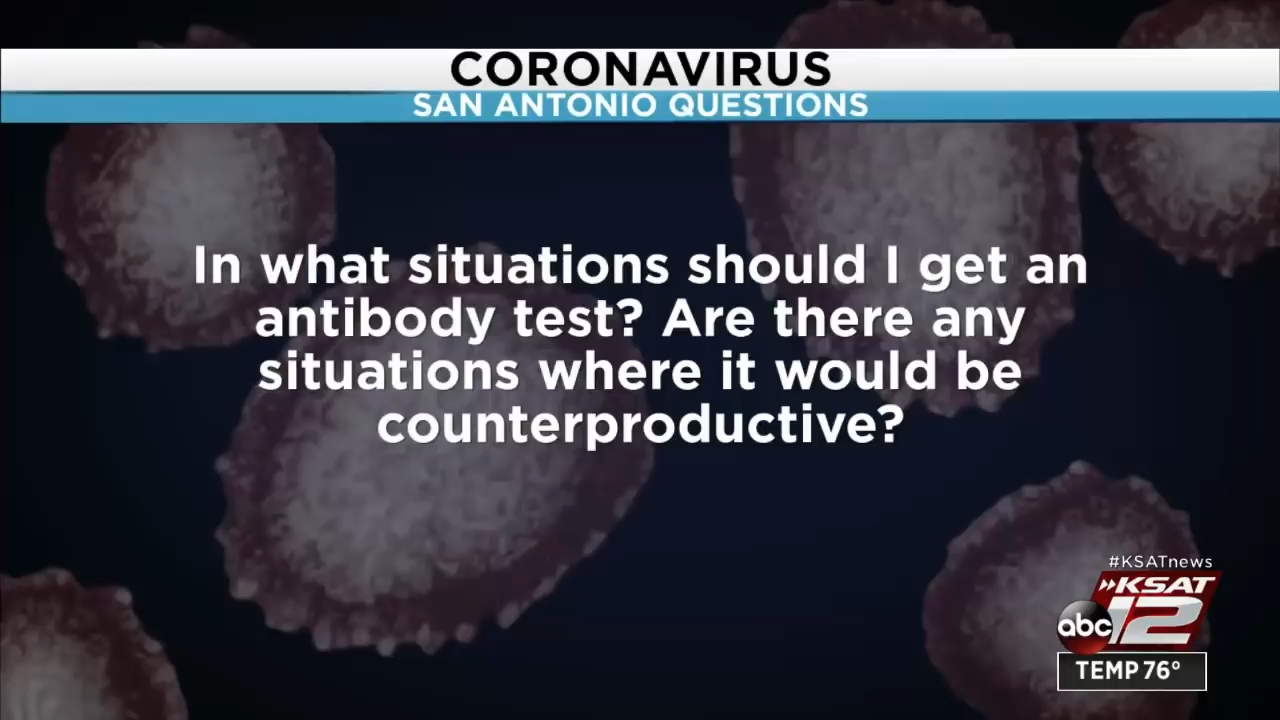 CORONAVIRUS
SAN ANTONIO QUESTIONS
In what situations should I get an
antibody test? Are there any
situations where it would be
counterproductive?
#KSATnews
KSAT
abc 12
TEMP 76°